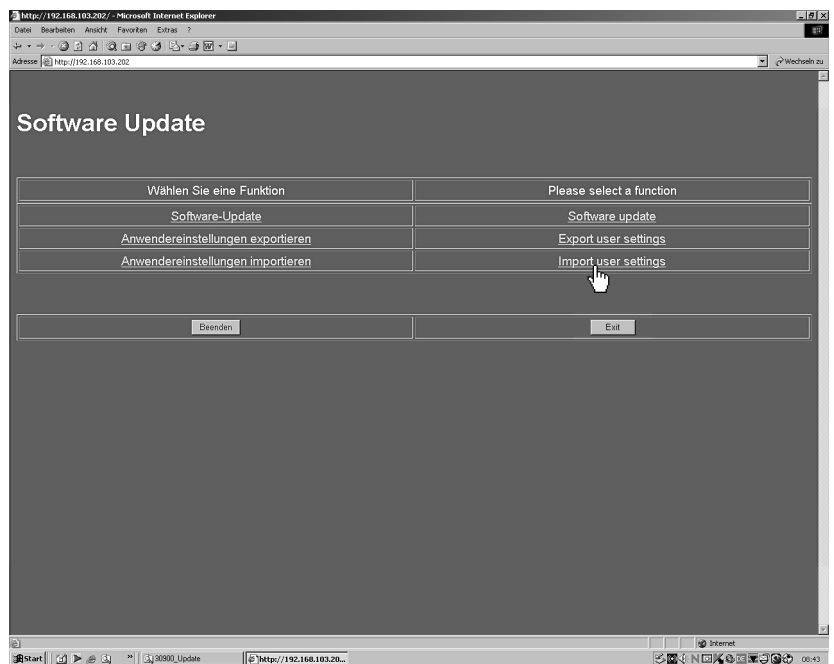 http://192.168.103.202/ - Microsoft Internet Explorer
Datei Bearbeiten Ansicht Favoriten Extras ?
Adresse http://192.168.103.202 Wechseln zu
Software Update
Wählen Sie eine Funktion Please select a function
Software-Update Software update
Anwendereinstellungen exportieren Export user settings
Anwendereinstellungen importieren Import user settings
Beenden Exit
Internet
Start » 30900_Update http://192.168.103.20... 08:43